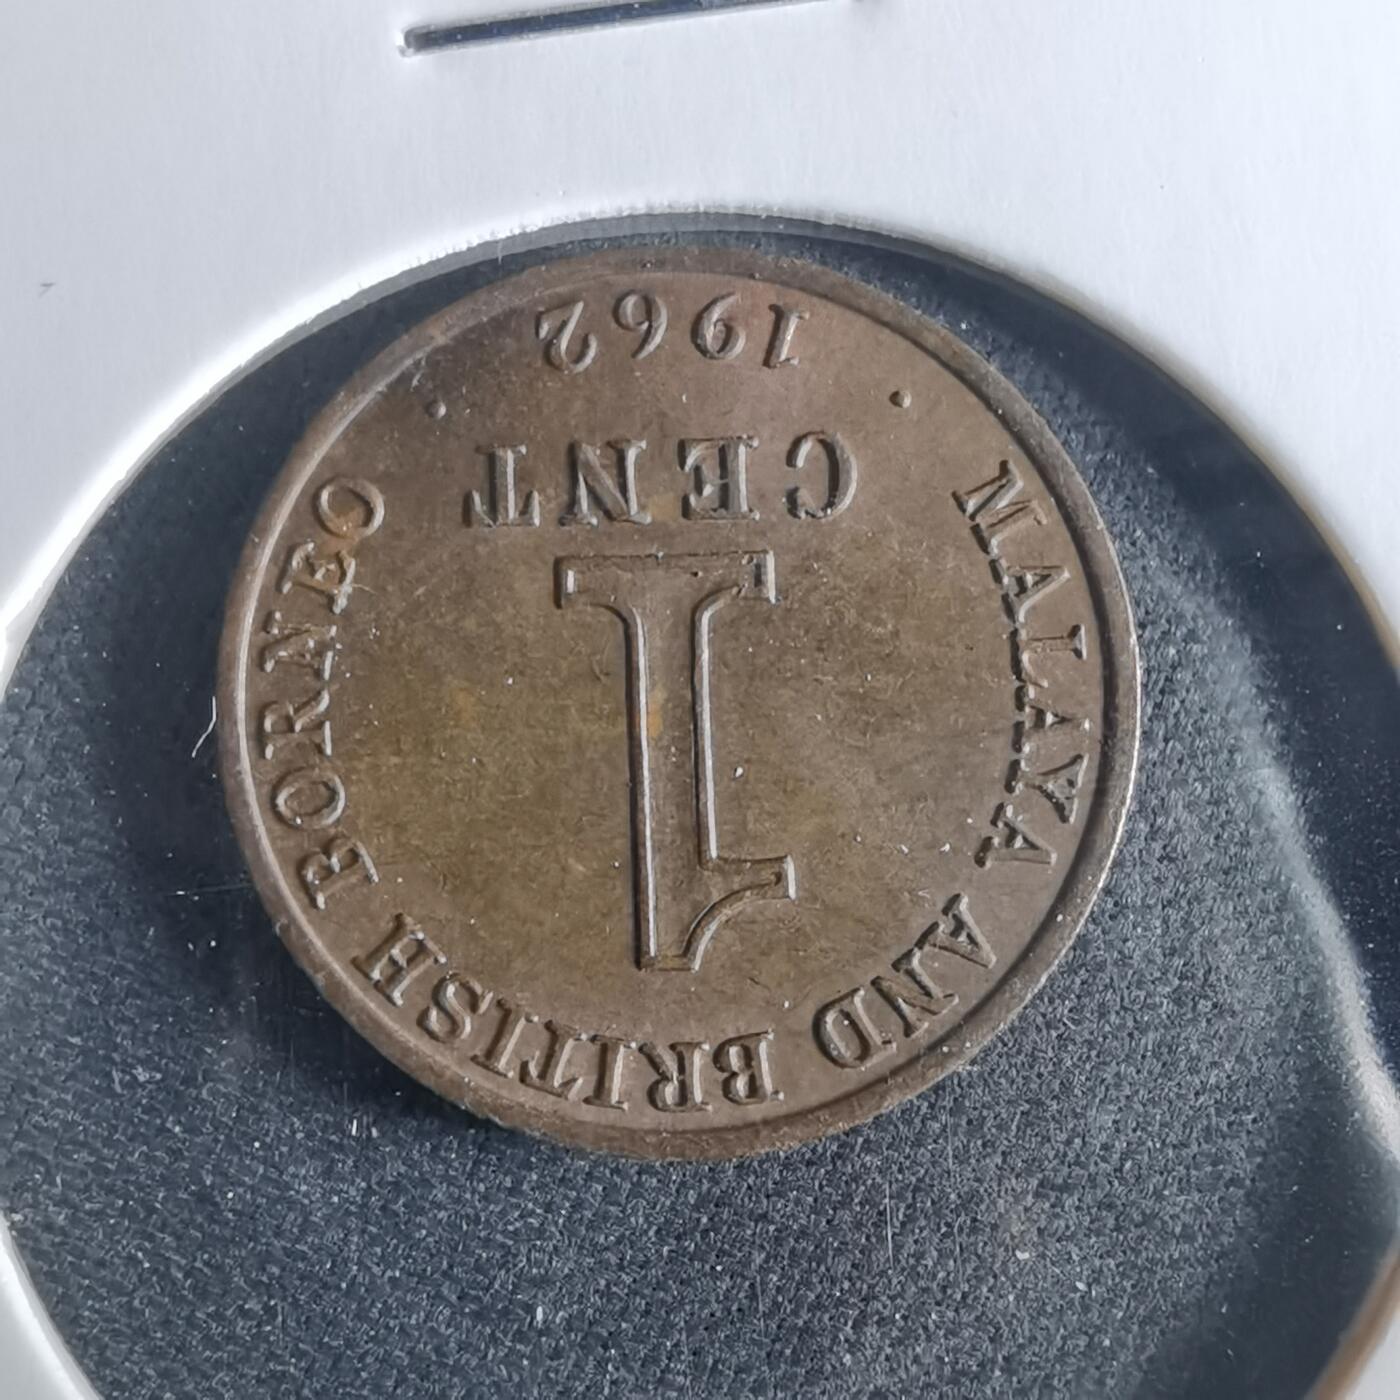 MALAYA AND BRITISH BORNEO
1
CENT
1962